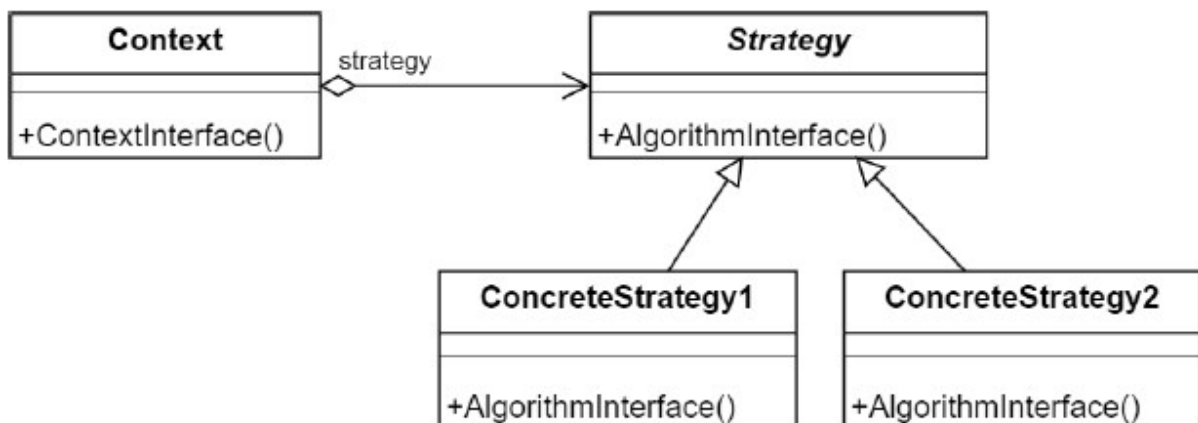 Context
Strategy
strategy
+ContextInterface()
+AlgorithmInterface()
ConcreteStrategy1
ConcreteStrategy2
+AlgorithmInterface()
+AlgorithmInterface()